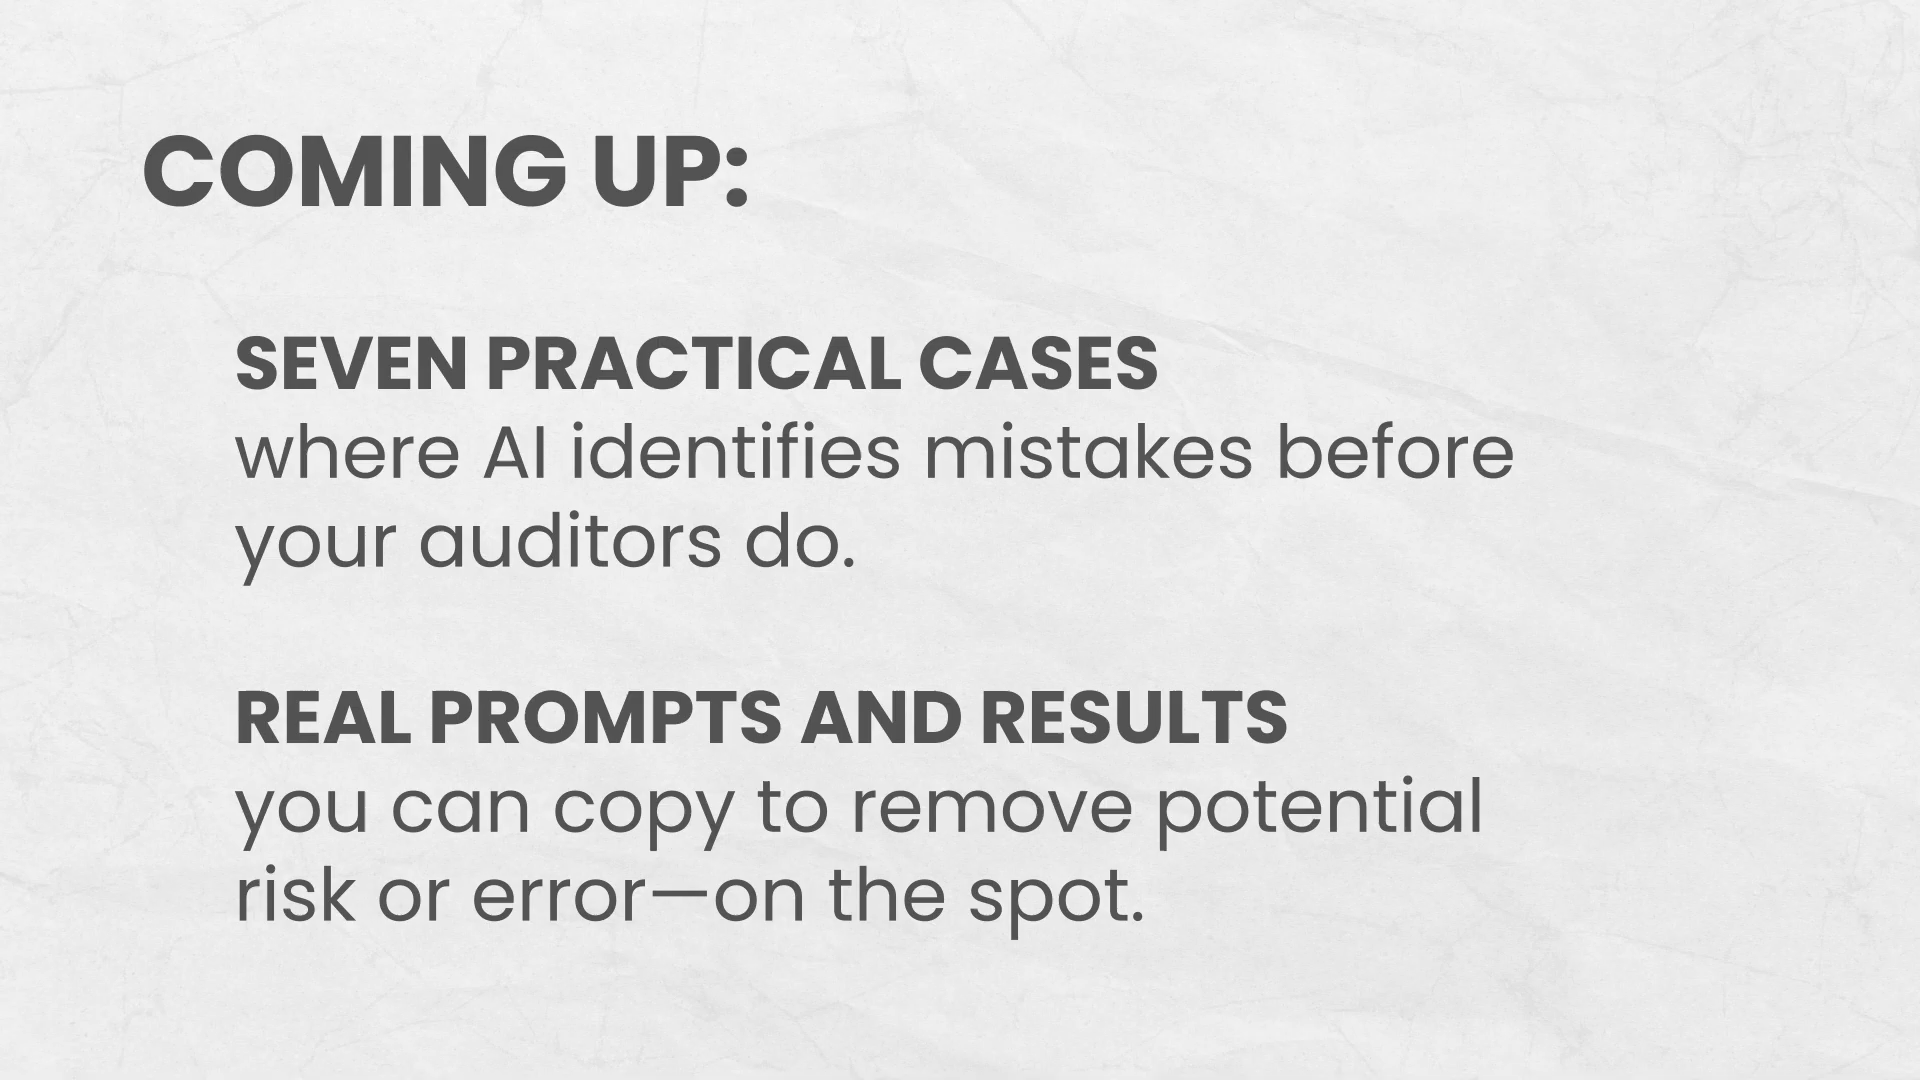 COMING UP:
SEVEN PRACTICAL CASES
where AI identifies mistakes before
your auditors do.
REAL PROMPTS AND RESULTS
you can copy to remove potential
risk or error—on the spot.